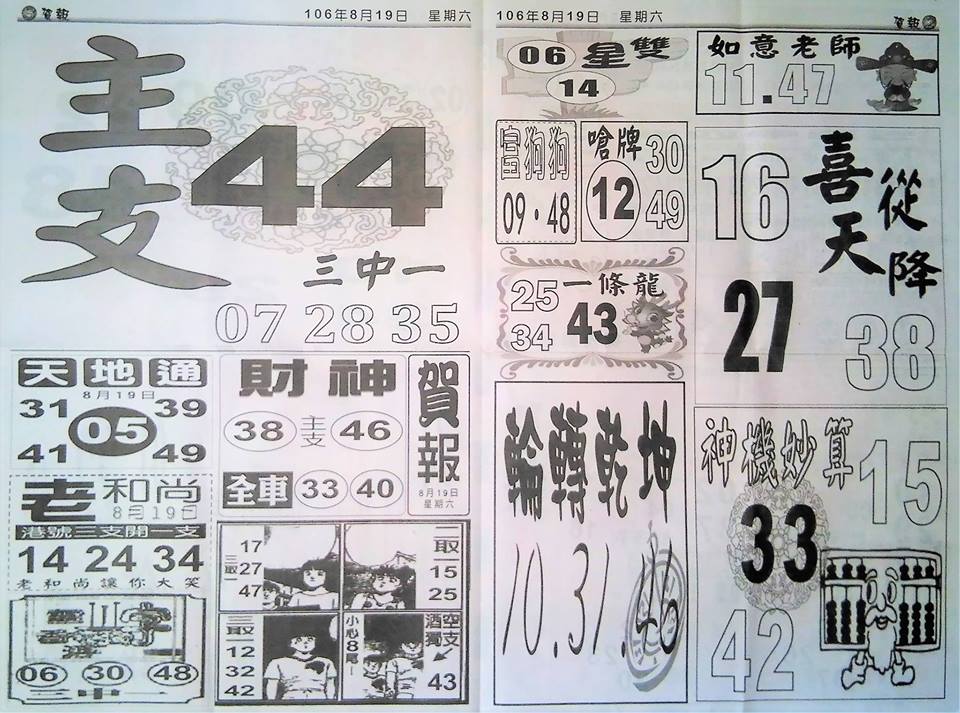 賀報
106年8月19日 星期六
主支
44
三中一
07 28 35
天地通
8月19日
31 39
05
41 49
老和尚
8月19日
港號三支開一支
14 24 34
老和尚讓你大笑
06 30 48
三中一
財神
38 主支 46
全車 33 40
賀報
8月19日
星期六
三取一
17
27
47
二取一
15
25
三取一
12
32
42
小心8尾
空支
酒獨
43
106年8月19日 星期六
賀報
06 星雙
14
如意老師
11.47
富狗狗
09·48
嗆牌
30
12
49
一條龍
25
34
43
喜從天降
16
27
38
輪轉乾坤
10.31.46
神機妙算
15
33
42